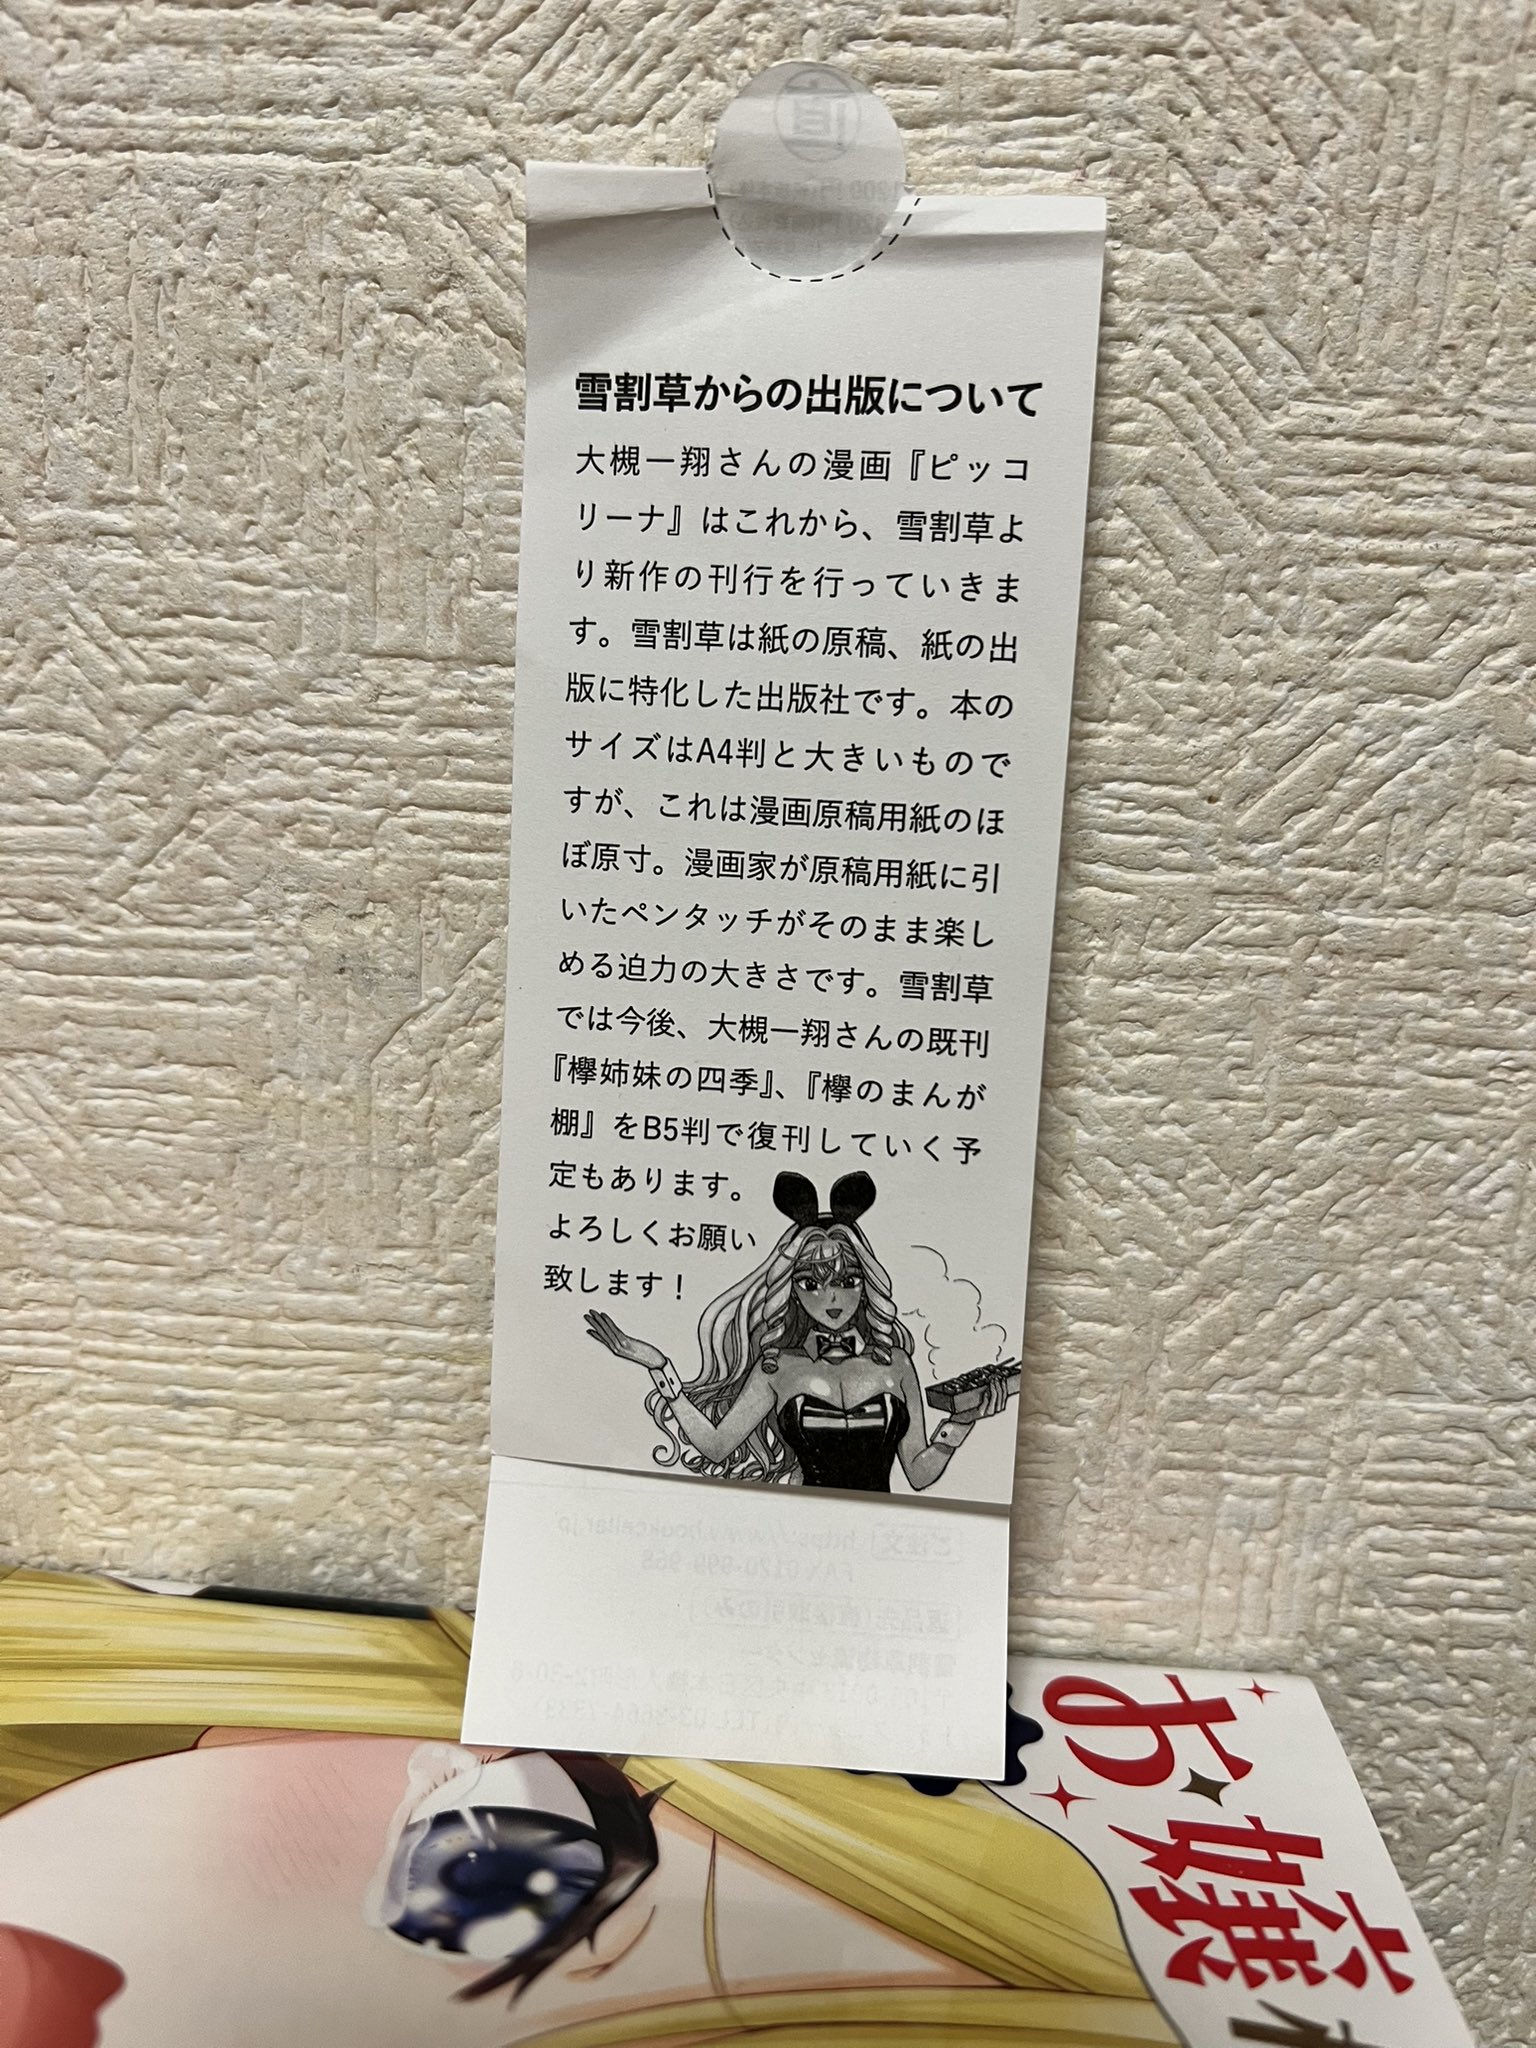 雪割草からの出版について
大槻一翔さんの漫画『ピッコ
リーナ』はこれから、雪割草よ
り新作の刊行を行っていきま
す。雪割草は紙の原稿、紙の出
版に特化した出版社です。本の
サイズはA4判と大きいもので
すが、これは漫画原稿用紙のほ
ぼ原寸。漫画家が原稿用紙に引
いたペンタッチがそのまま楽し
める迫力の大きさです。雪割草
では今後、大槻一翔さんの既刊
『欅姉妹の四季』、『欅のまんが
棚』をB5判で復刊していく予
定もあります。
よろしくお願い
致します！
お嬢